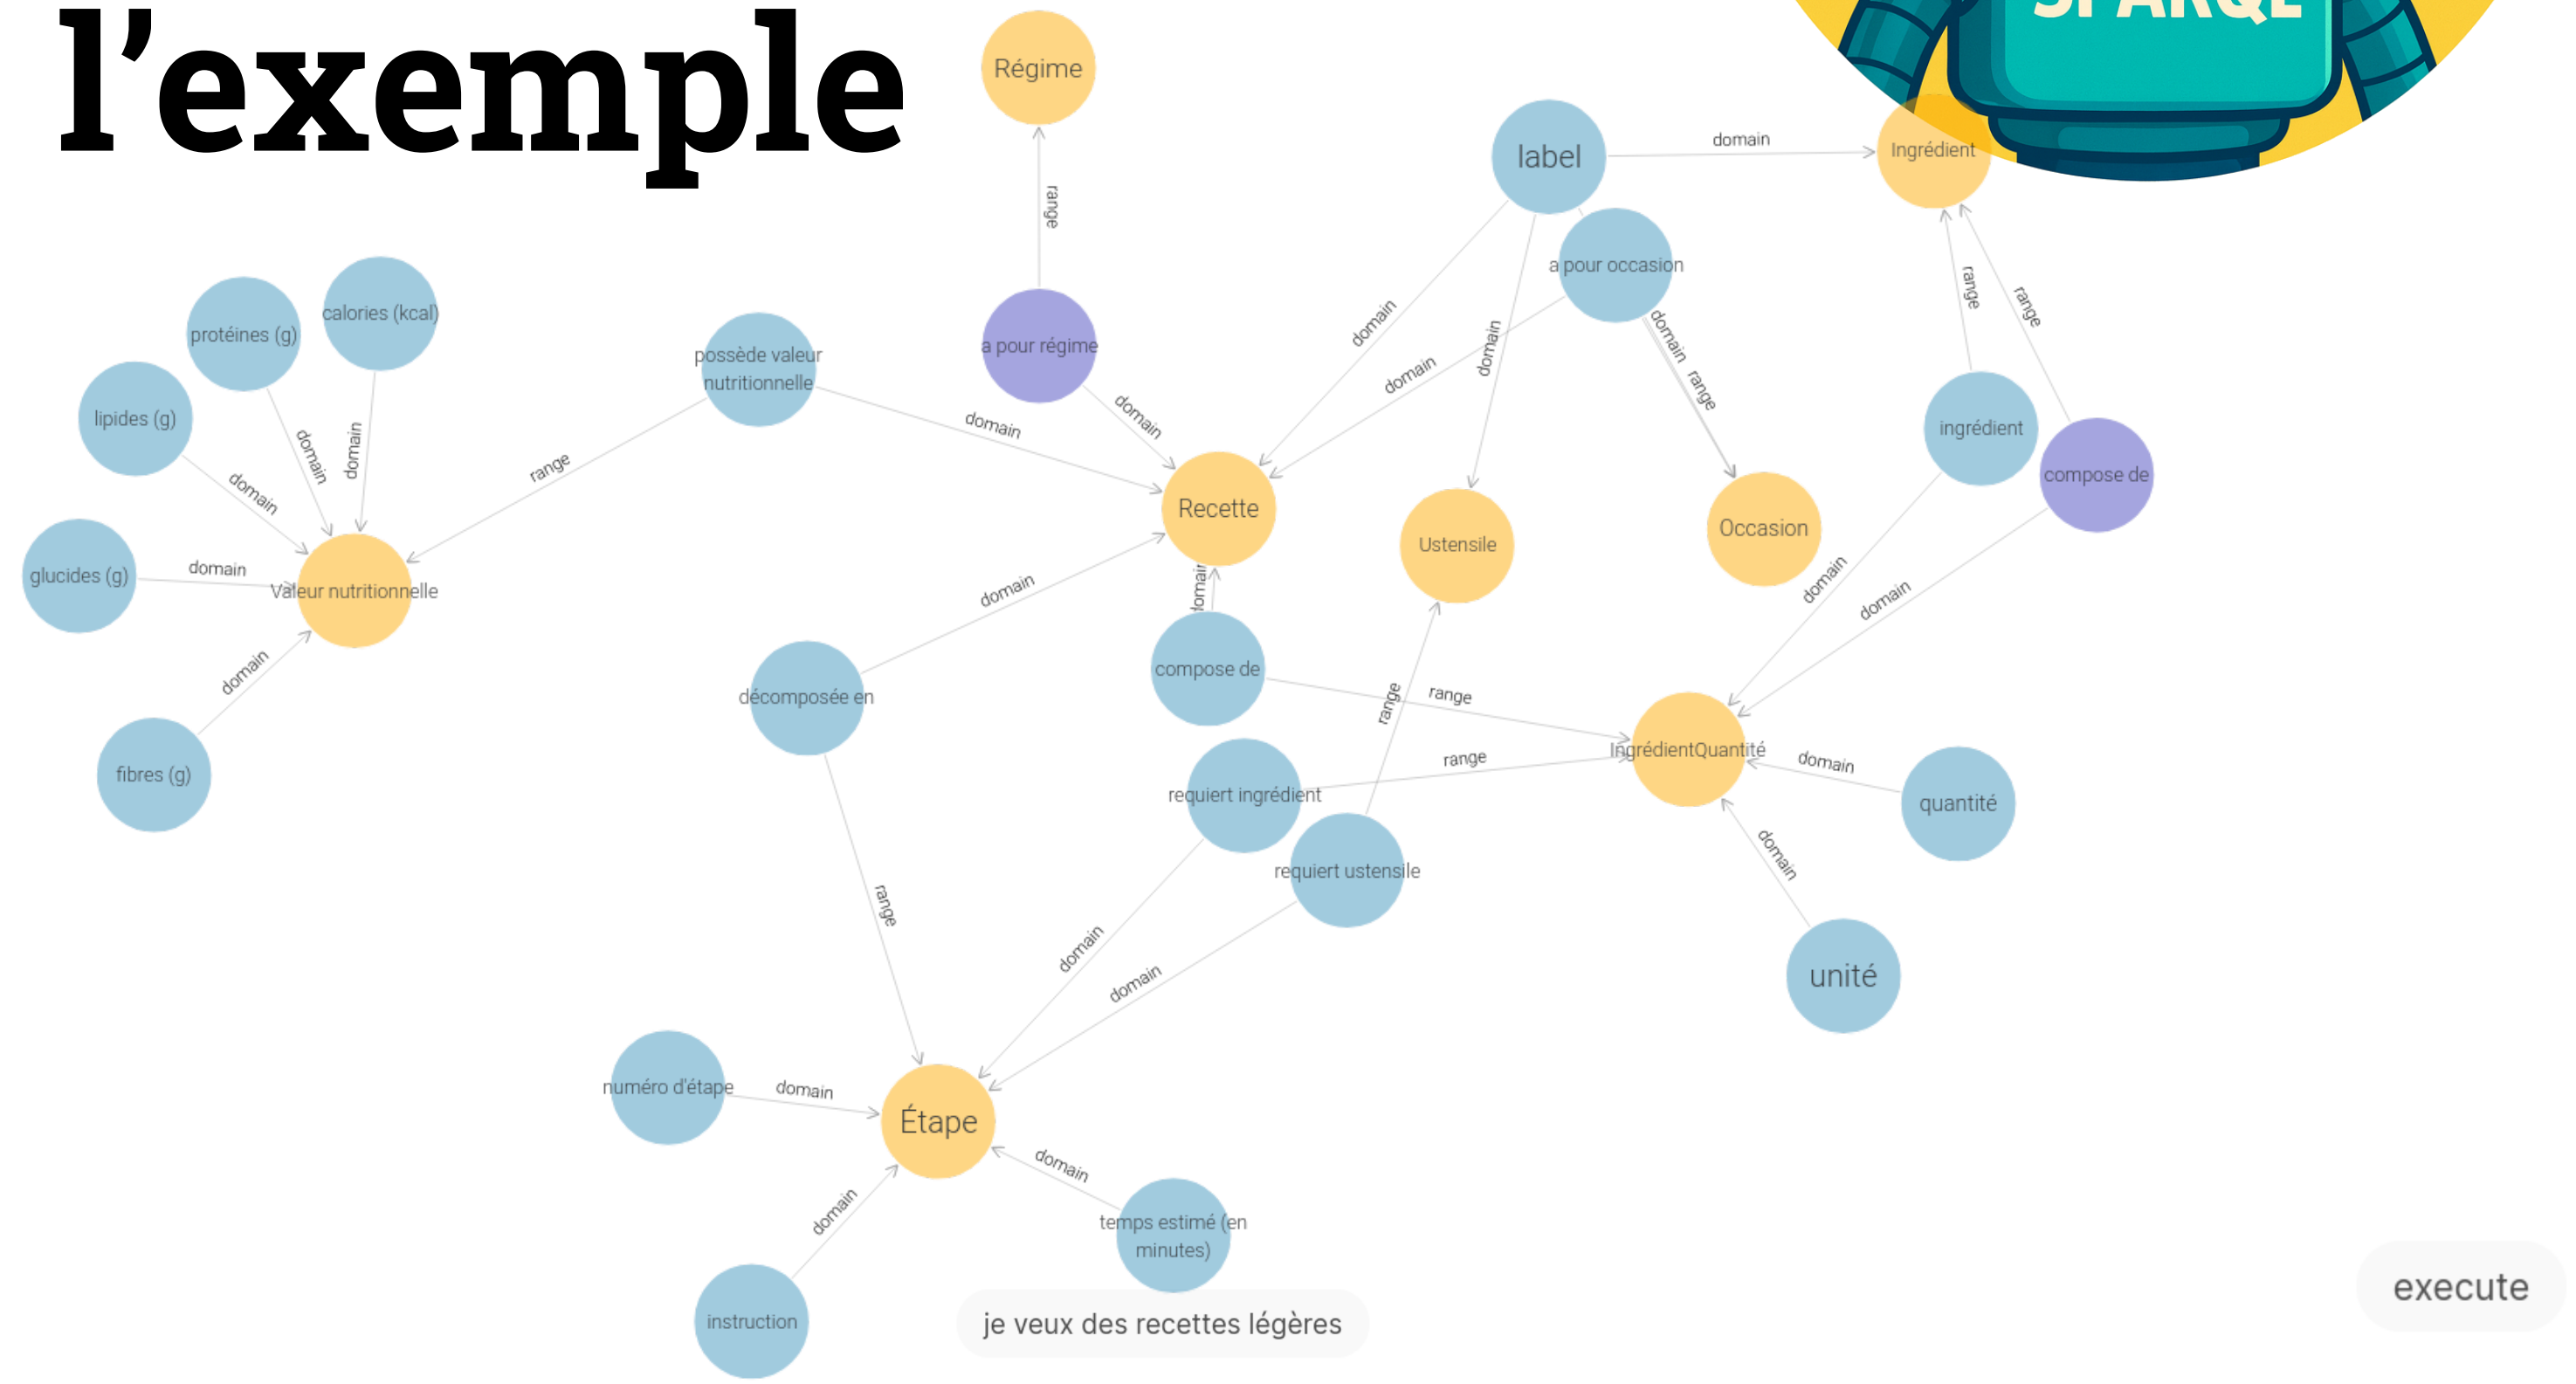 l’exemple
SPARQL
Régime
label
domain
Ingrédient
range
a pour occasion
range
range
domain
domain
domain
domain
range
calories (kcal)
protéines (g)
possède valeur
nutritionnelle
a pour régime
lipides (g)
domain
domain
ingrédient
compose de
domain
domain
domain
range
Recette
Ustensile
Occasion
glucides (g)
domain
Valeur nutritionnelle
domain
domain
domain
domain
domain
décomposée en
compose de
range
range
IngrédientQuantité
domain
fibres (g)
requiert ingrédient
range
quantité
requiert ustensile
domain
range
domain
domain
unité
numéro d'étape
domain
Étape
domain
domain
temps estimé (en
minutes)
instruction
je veux des recettes légères
execute